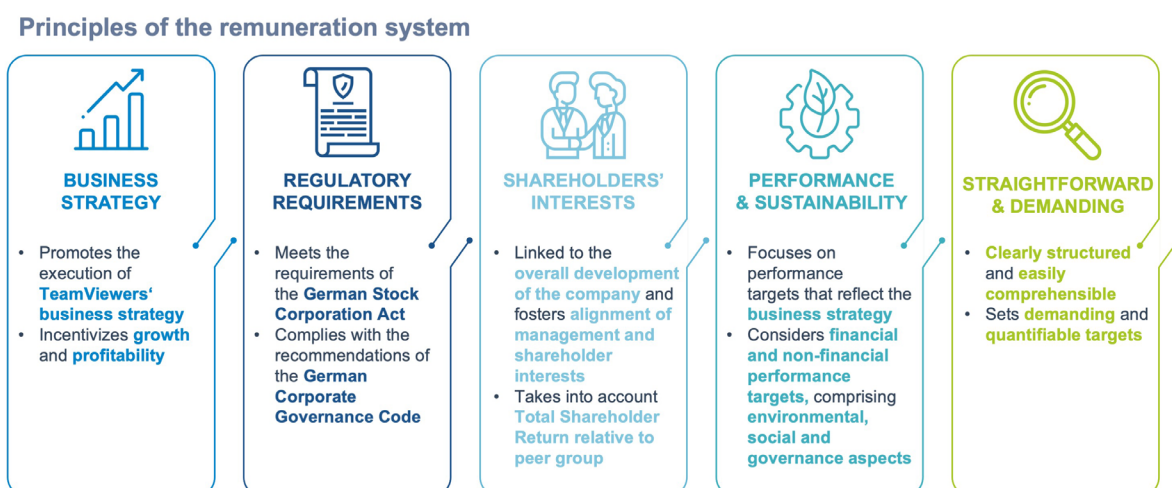 Principles of the remuneration system
BUSINESS
STRATEGY
• Promotes the
execution of
TeamViewers‘
business strategy
• Incentivizes growth
and profitability
REGULATORY
REQUIREMENTS
• Meets the
requirements of
the German Stock
Corporation Act
• Complies with the
recommendations of
the German
Corporate
Governance Code
SHAREHOLDERS’
INTERESTS
• Linked to the
overall development
of the company and
fosters alignment of
management and
shareholder
interests
• Takes into account
Total Shareholder
Return relative to
peer group
PERFORMANCE
& SUSTAINABILITY
• Focuses on
performance
targets that reflect the
business strategy
• Considers financial
and non-financial
performance
targets, comprising
environmental,
social and
governance aspects
STRAIGHTFORWARD
& DEMANDING
• Clearly structured
and easily
comprehensible
• Sets demanding and
quantifiable targets